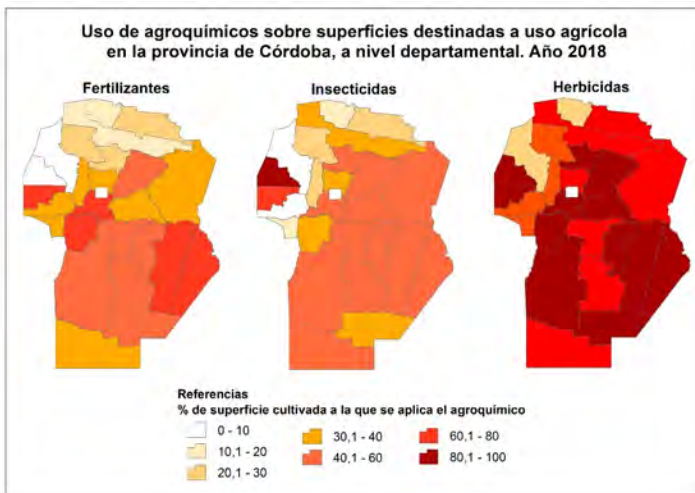 Uso de agroquímicos sobre superficies destinadas a uso agrícola
en la provincia de Córdoba, a nivel departamental. Año 2018
Fertilizantes
Insecticidas
Herbicidas
Referencias
% de superficie cultivada a la que se aplica el agroquímico
0 - 10
10,1 - 20
20,1 - 30
30,1 - 40
40,1 - 60
60,1 - 80
80,1 - 100